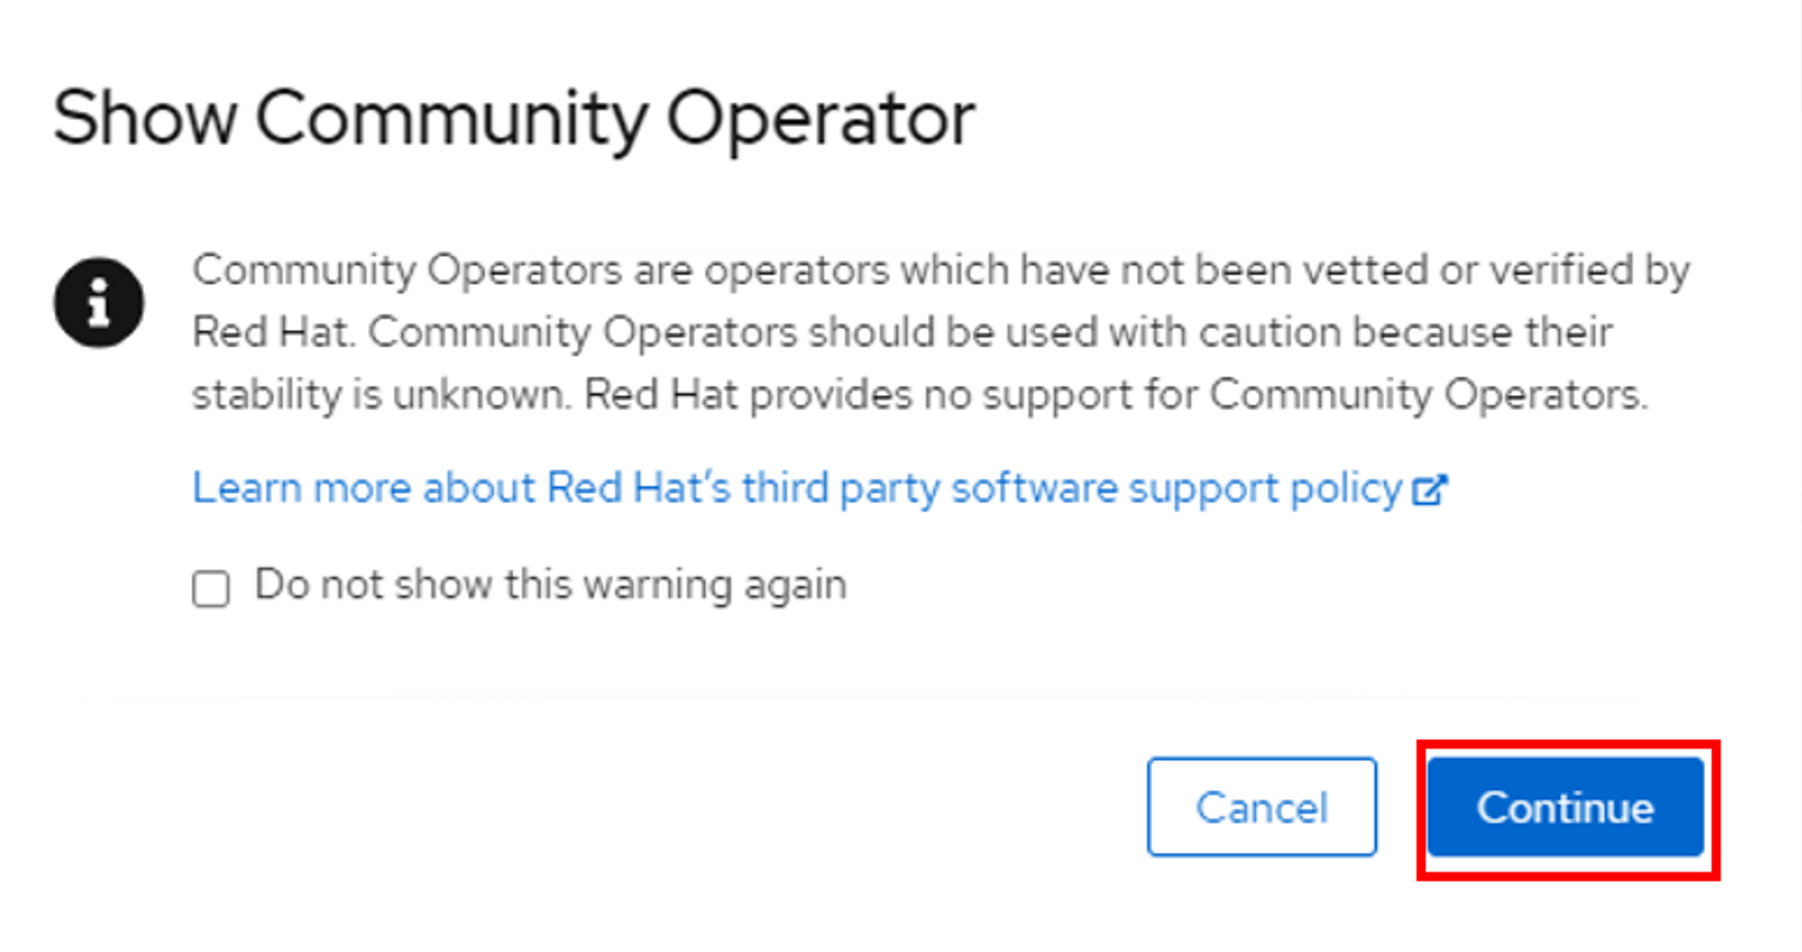 Show Community Operator
Community Operators are operators which have not been vetted or verified by
Red Hat. Community Operators should be used with caution because their
stability is unknown. Red Hat provides no support for Community Operators.
Learn more about Red Hat’s third party software support policy
Do not show this warning again
Cancel
Continue